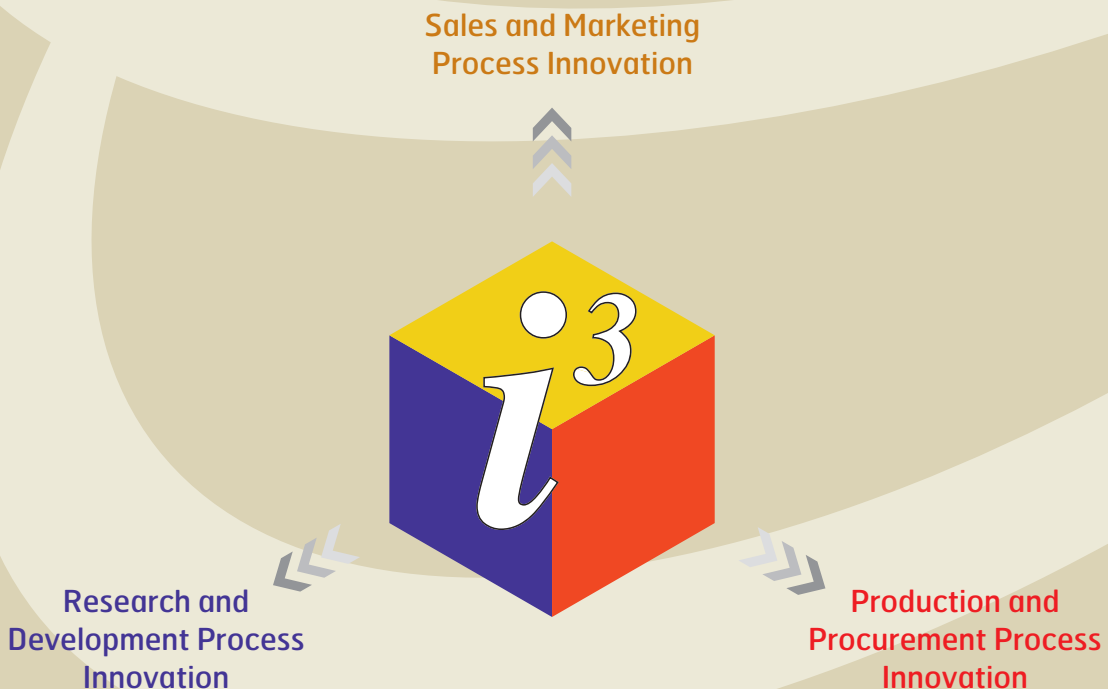 Sales and Marketing
Process Innovation
i3
Research and
Development Process
Innovation
Production and
Procurement Process
Innovation